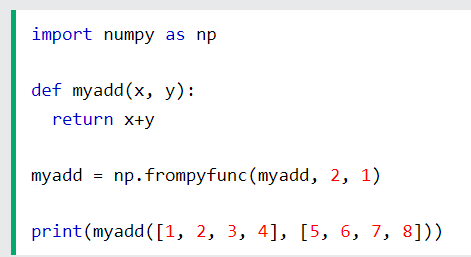 import numpy as np
def myadd(x, y):
  return x+y
myadd = np.frompyfunc(myadd, 2, 1)
print(myadd([1, 2, 3, 4], [5, 6, 7, 8]))